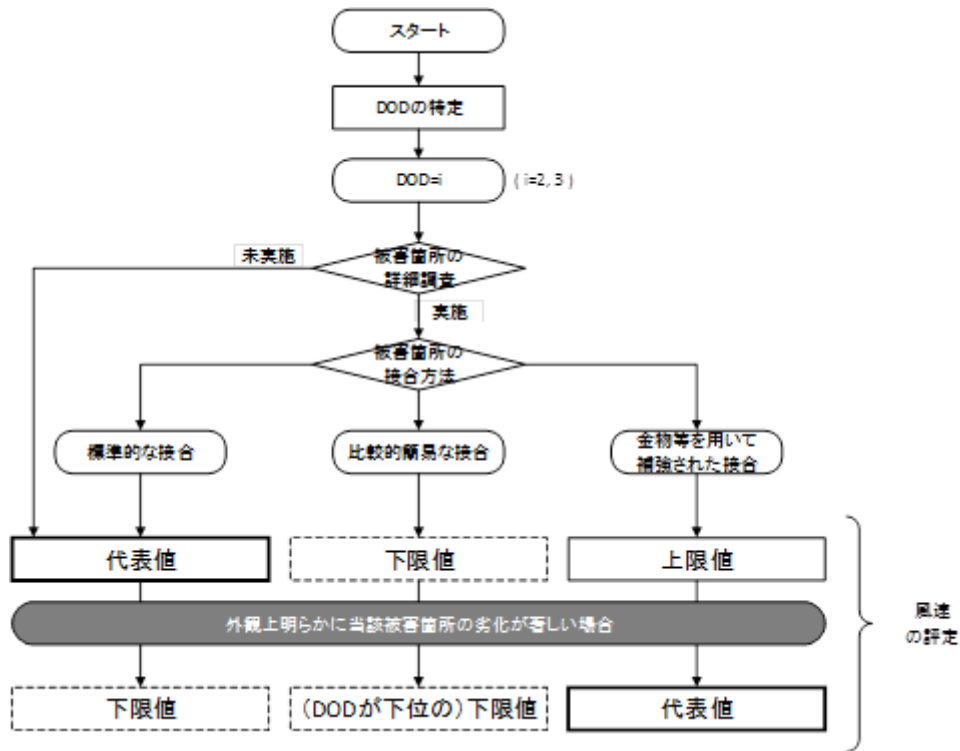 スタート
DODの特定
DOD=i
( i=2, 3 )
未実施
被害箇所の
詳細調査
実施
被害箇所の
接合方法
標準的な接合
比較的簡易な接合
金物等を用いて
補強された接合
代表値
下限値
上限値
外観上明らかに当該被害箇所の劣化が著しい場合
風速
の評定
下限値
（DODが下位の）下限値
代表値